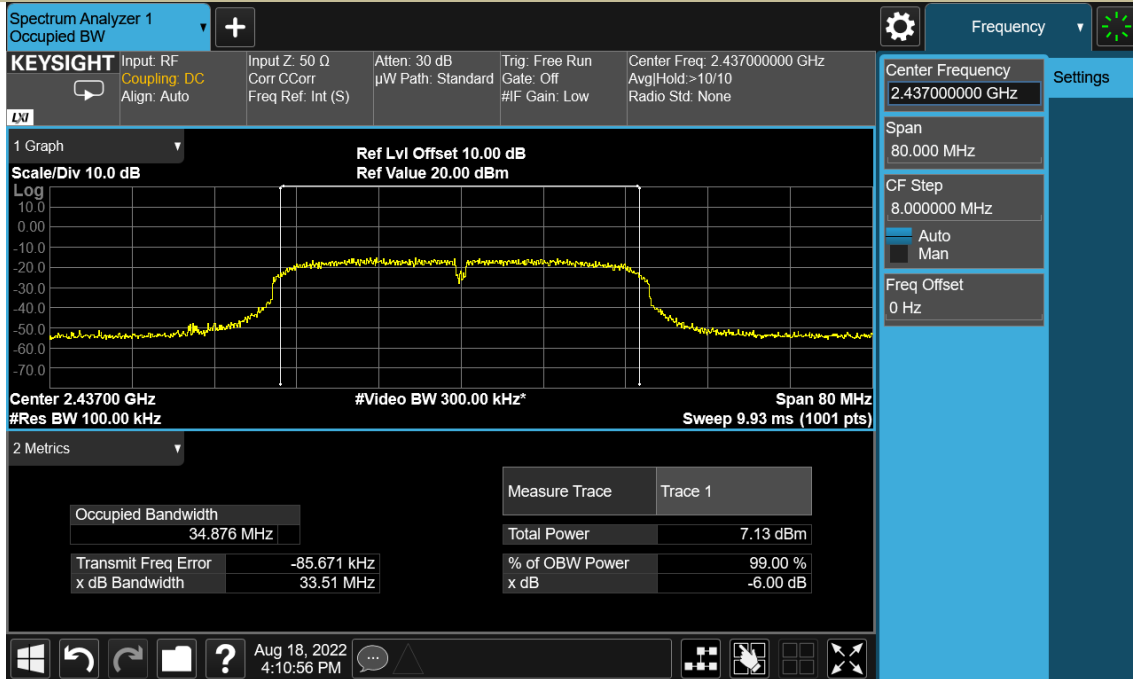 Spectrum Analyzer 1
Occupied BW
Frequency
KEYSIGHT
LXI
Input: RF
Coupling: DC
Align: Auto
Input Z: 50 Ω
Corr CCorr
Freq Ref: Int (S)
Atten: 30 dB
µW Path: Standard
Trig: Free Run
Gate: Off
#IF Gain: Low
Center Freq: 2.437000000 GHz
Avg|Hold:>10/10
Radio Std: None
Center Frequency
2.437000000 GHz
Settings
Span
80.000 MHz
CF Step
8.000000 MHz
Auto
Man
Freq Offset
0 Hz
1 Graph
Scale/Div 10.0 dB
Ref Lvl Offset 10.00 dB
Ref Value 20.00 dBm
Log
10.0
0.00
-10.0
-20.0
-30.0
-40.0
-50.0
-60.0
-70.0
Center 2.43700 GHz
#Video BW 300.00 kHz*
Span 80 MHz
#Res BW 100.00 kHz
Sweep 9.93 ms (1001 pts)
2 Metrics
Measure Trace Trace 1
Occupied Bandwidth
34.876 MHz
Total Power 7.13 dBm
Transmit Freq Error -85.671 kHz
% of OBW Power 99.00 %
x dB Bandwidth 33.51 MHz
x dB -6.00 dB
Aug 18, 2022
4:10:56 PM